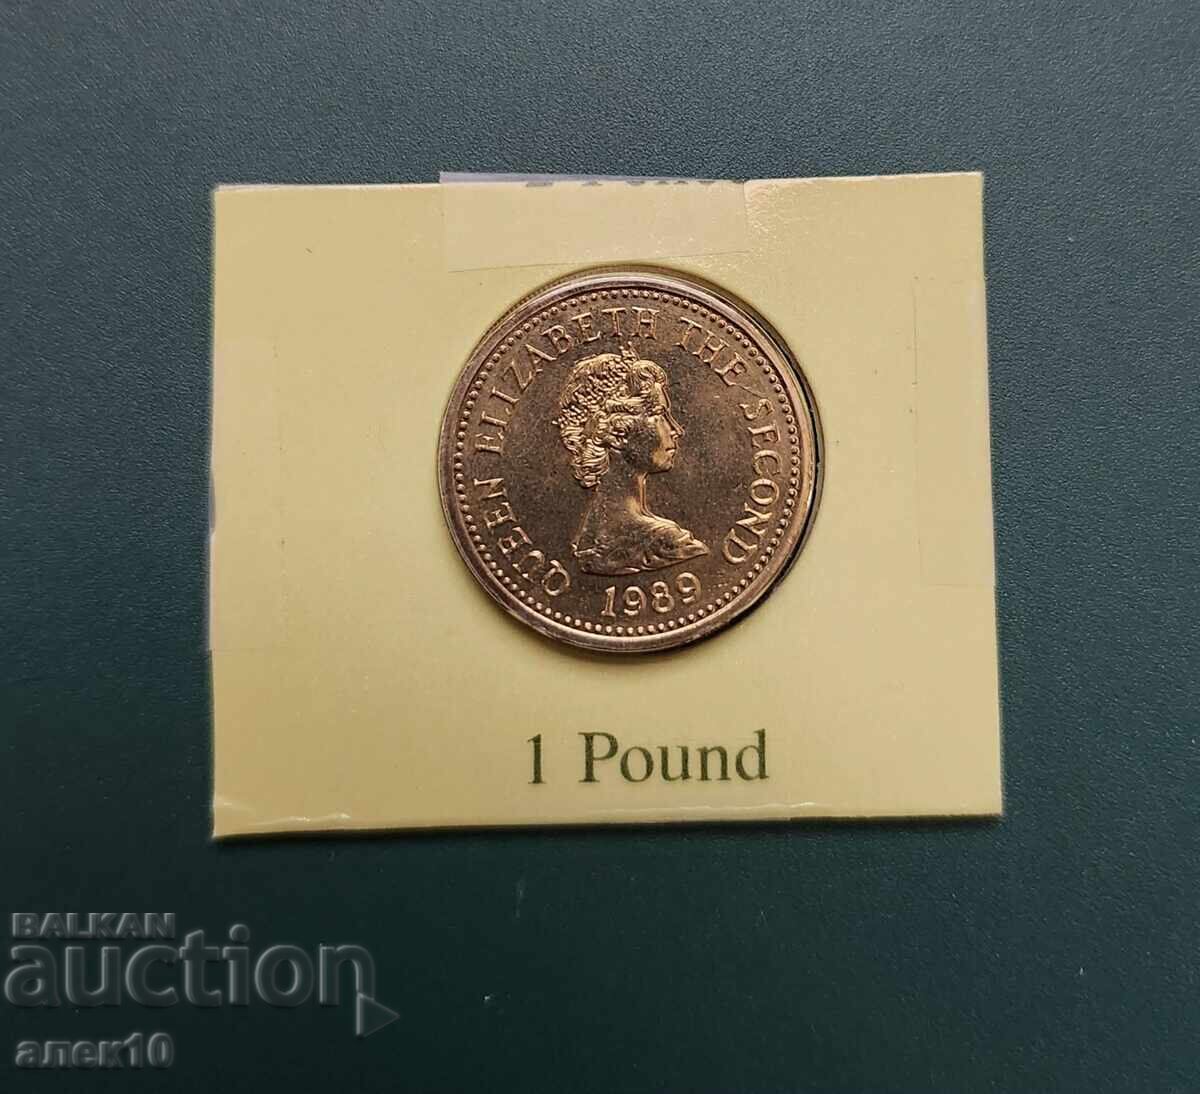 QUEEN ELIZABETH THE SECOND
1989
1 Pound
BALKAN
auction
алек10